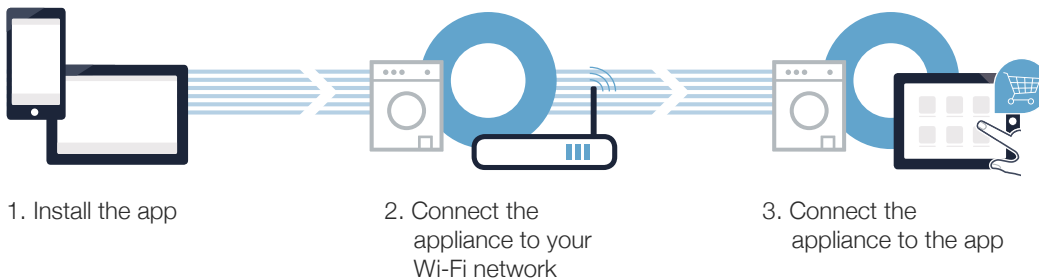 1. Install the app
2. Connect the
appliance to your
Wi-Fi network
3. Connect the
appliance to the app